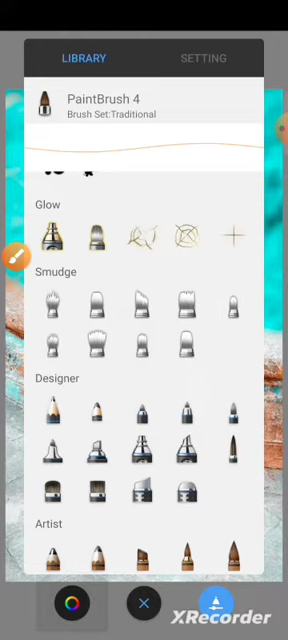 LIBRARY
SETTING
PaintBrush 4
Brush Set:Traditional
Glow
Smudge
Designer
Artist
XRecorder